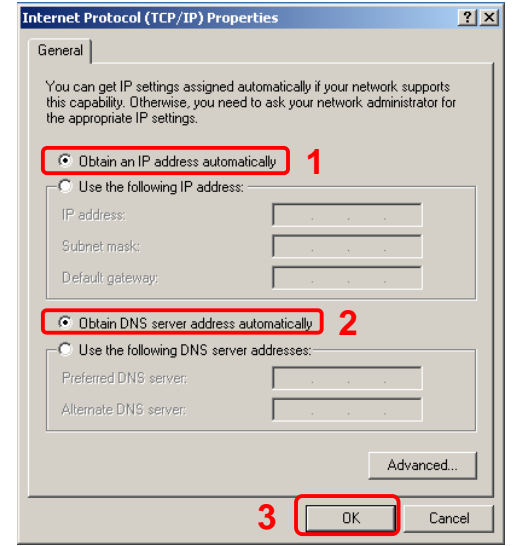 Internet Protocol (TCP/IP) Properties
General
You can get IP settings assigned automatically if your network supports
this capability. Otherwise, you need to ask your network administrator for
the appropriate IP settings.
Obtain an IP address automatically 1
Use the following IP address:
IP address:
Subnet mask:
Default gateway:
Obtain DNS server address automatically 2
Use the following DNS server addresses:
Preferred DNS server:
Alternate DNS server:
Advanced...
3 OK Cancel